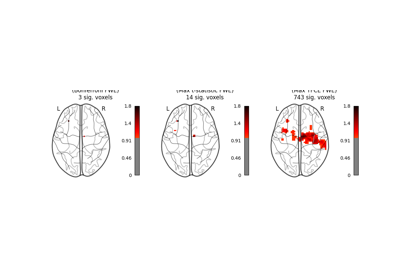 (Bonferroni FWE)
3 sig. voxels
(Max t-statistic FWE)
14 sig. voxels
(Max TFCE FWE)
743 sig. voxels
L R
1.8
1.4
0.91
0.46
0
L R
1.8
1.4
0.91
0.46
0
L R
1.8
1.4
0.91
0.46
0